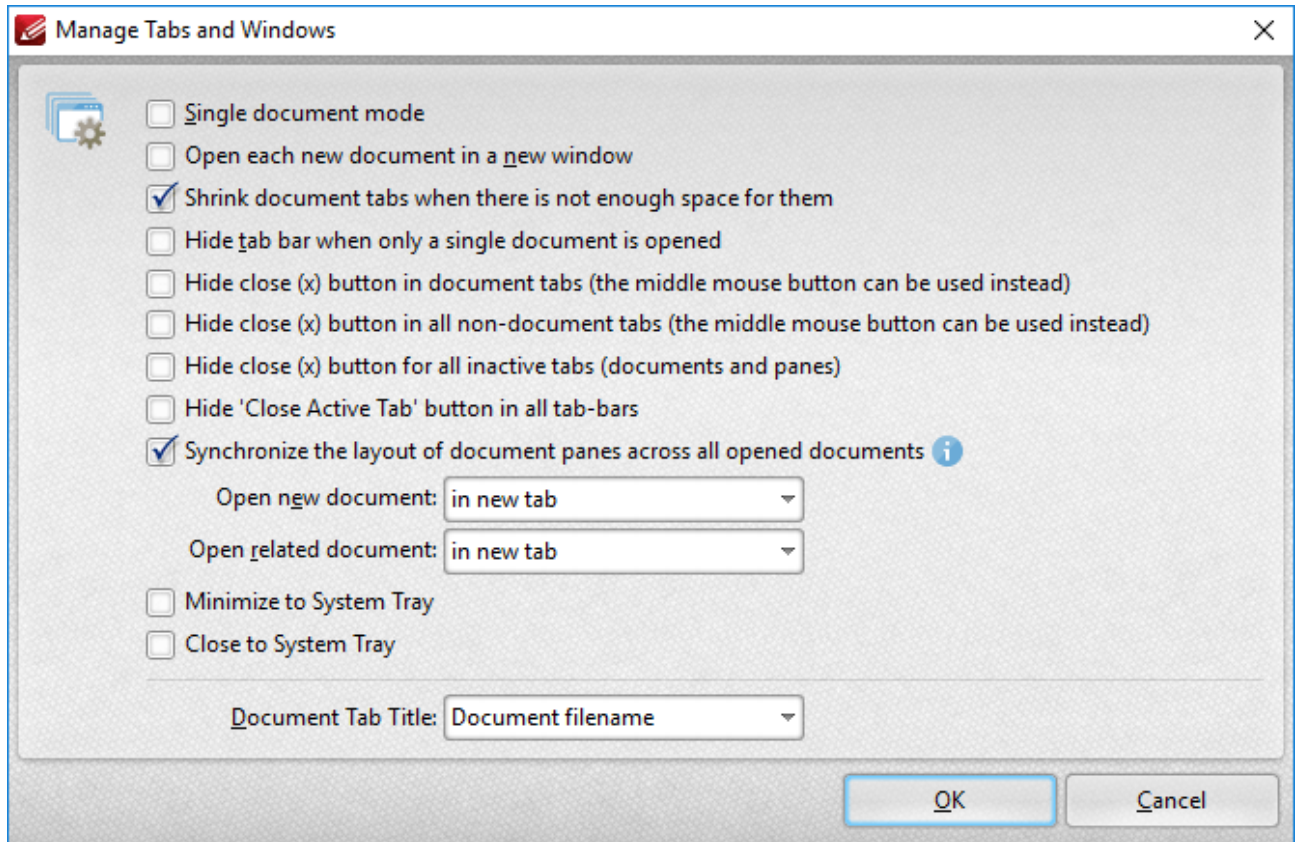 Manage Tabs and Windows
Single document mode
Open each new document in a new window
Shrink document tabs when there is not enough space for them
Hide tab bar when only a single document is opened
Hide close (x) button in document tabs (the middle mouse button can be used instead)
Hide close (x) button in all non-document tabs (the middle mouse button can be used instead)
Hide close (x) button for all inactive tabs (documents and panes)
Hide 'Close Active Tab' button in all tab-bars
Synchronize the layout of document panes across all opened documents i
Open new document: in new tab
Open related document: in new tab
Minimize to System Tray
Close to System Tray
Document Tab Title: Document filename
OK Cancel